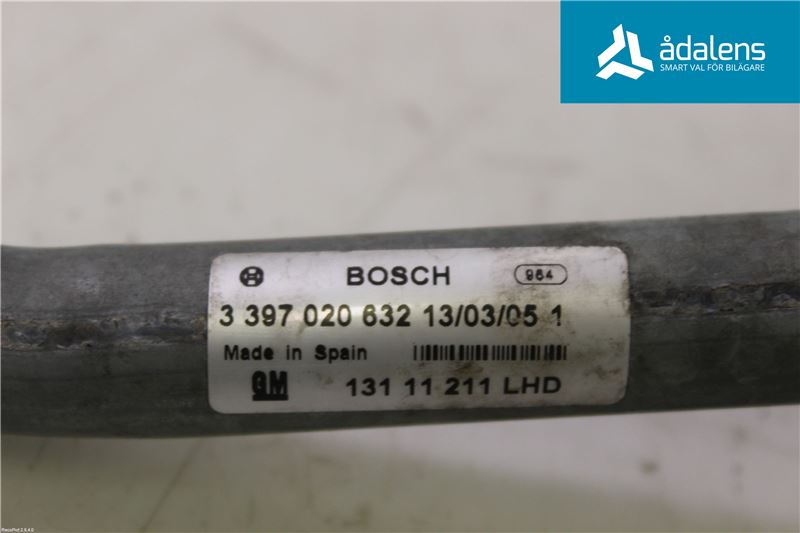 ådalens
SMART VAL FÖR BILÄGARE
BOSCH 964
3 397 020 632 13/03/05 1
Made in Spain
GM 131 11 211 LHD